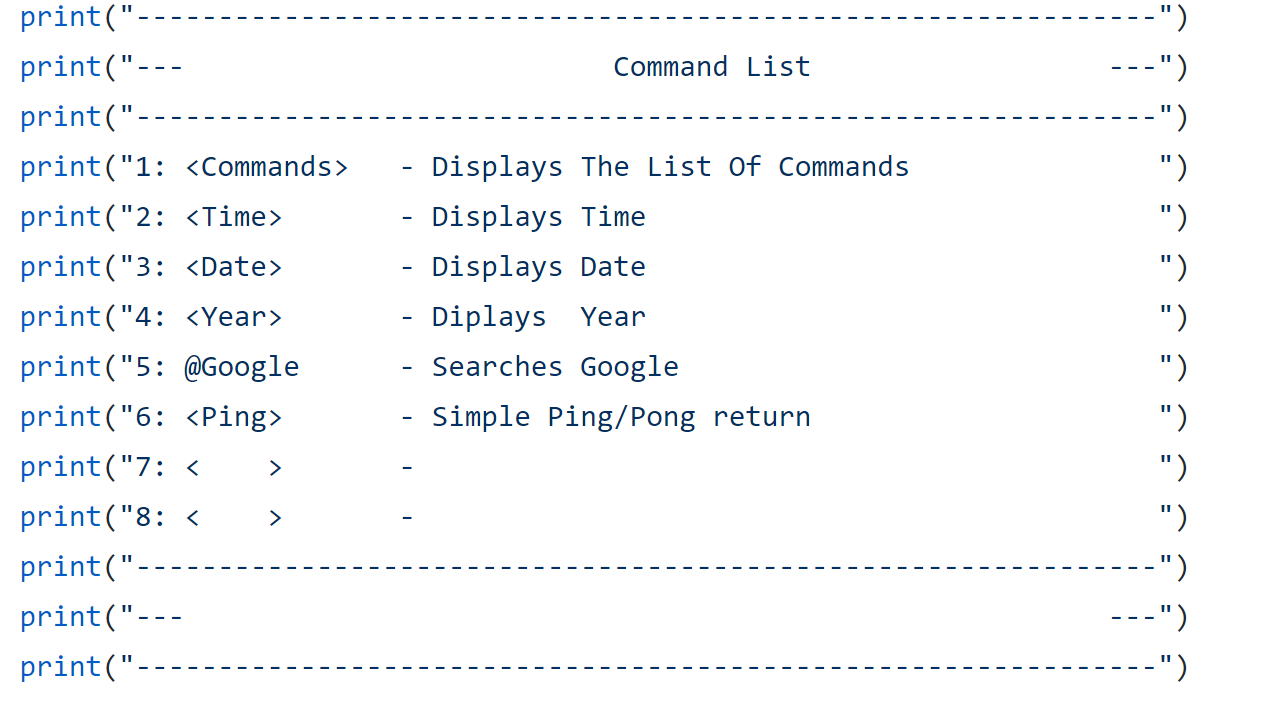 print("--------------------------------------------------------------")
print("---                          Command List                  ---")
print("--------------------------------------------------------------")
print("1: <Commands>   - Displays The List Of Commands               ")
print("2: <Time>       - Displays Time                               ")
print("3: <Date>       - Displays Date                               ")
print("4: <Year>       - Diplays  Year                               ")
print("5: @Google      - Searches Google                             ")
print("6: <Ping>       - Simple Ping/Pong return                     ")
print("7: <    >       -                                             ")
print("8: <    >       -                                             ")
print("--------------------------------------------------------------")
print("---                                                        ---")
print("--------------------------------------------------------------")